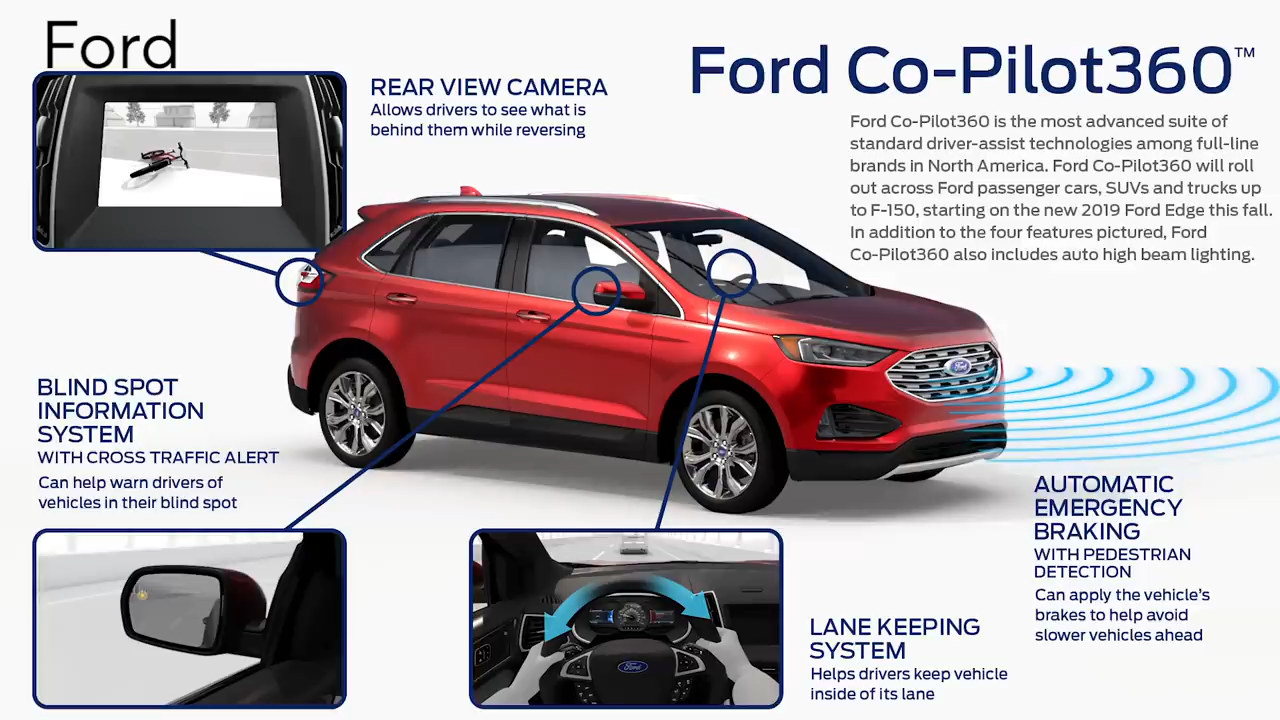 Ford
Ford Co-Pilot360™
REAR VIEW CAMERA
Allows drivers to see what is
behind them while reversing
Ford Co-Pilot360 is the most advanced suite of
standard driver-assist technologies among full-line
brands in North America. Ford Co-Pilot360 will roll
out across Ford passenger cars, SUVs and trucks up
to F-150, starting on the new 2019 Ford Edge this fall.
In addition to the four features pictured, Ford
Co-Pilot360 also includes auto high beam lighting.
Ford
BLIND SPOT
INFORMATION
SYSTEM
WITH CROSS TRAFFIC ALERT
Can help warn drivers of
vehicles in their blind spot
AUTOMATIC
EMERGENCY
BRAKING
WITH PEDESTRIAN
DETECTION
Can apply the vehicle's
brakes to help avoid
slower vehicles ahead
LANE KEEPING
SYSTEM
Helps drivers keep vehicle
inside of its lane
Ford